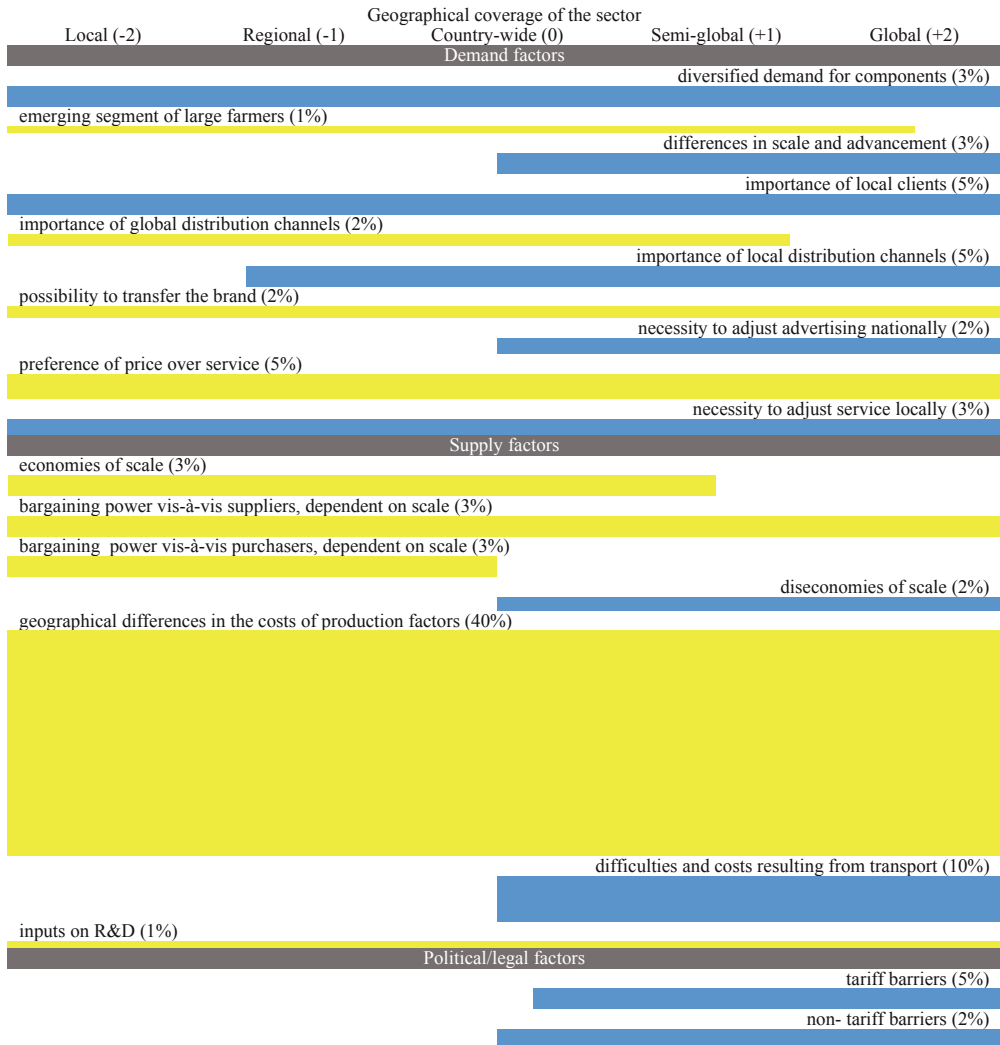 Geographical coverage of the sector
Local (-2) Regional (-1) Country-wide (0) Semi-global (+1) Global (+2)
Demand factors
diversified demand for components (3%)
emerging segment of large farmers (1%)
differences in scale and advancement (3%)
importance of local clients (5%)
importance of global distribution channels (2%)
importance of local distribution channels (5%)
possibility to transfer the brand (2%)
necessity to adjust advertising nationally (2%)
preference of price over service (5%)
necessity to adjust service locally (3%)
Supply factors
economies of scale (3%)
bargaining power vis-à-vis suppliers, dependent on scale (3%)
bargaining power vis-à-vis purchasers, dependent on scale (3%)
diseconomies of scale (2%)
geographical differences in the costs of production factors (40%)
difficulties and costs resulting from transport (10%)
inputs on R&D (1%)
Political/legal factors
tariff barriers (5%)
non- tariff barriers (2%)